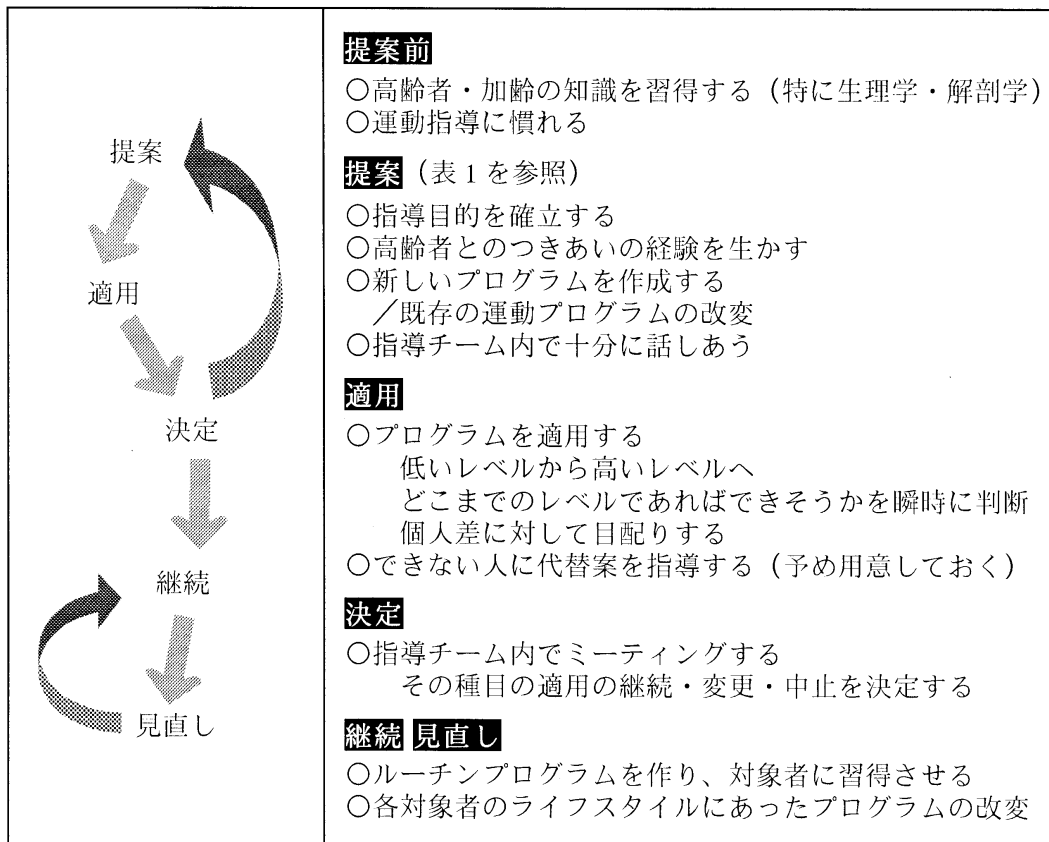 提案
適用
決定
継続
見直し
提案前
○高齢者・加齢の知識を習得する（特に生理学・解剖学）
○運動指導に慣れる
提案（表1を参照）
○指導目的を確立する
○高齢者とのつきあいの経験を生かす
○新しいプログラムを作成する
／既存の運動プログラムの改変
○指導チーム内で十分に話しあう
適用
○プログラムを適用する
低いレベルから高いレベルへ
どこまでのレベルであればできそうかを瞬時に判断
個人差に対して目配りする
○できない人に代替案を指導する（予め用意しておく）
決定
○指導チーム内でミーティングする
その種目の適用の継続・変更・中止を決定する
継続 見直し
○ルーチンプログラムを作り、対象者に習得させる
○各対象者のライフスタイルにあったプログラムの改変